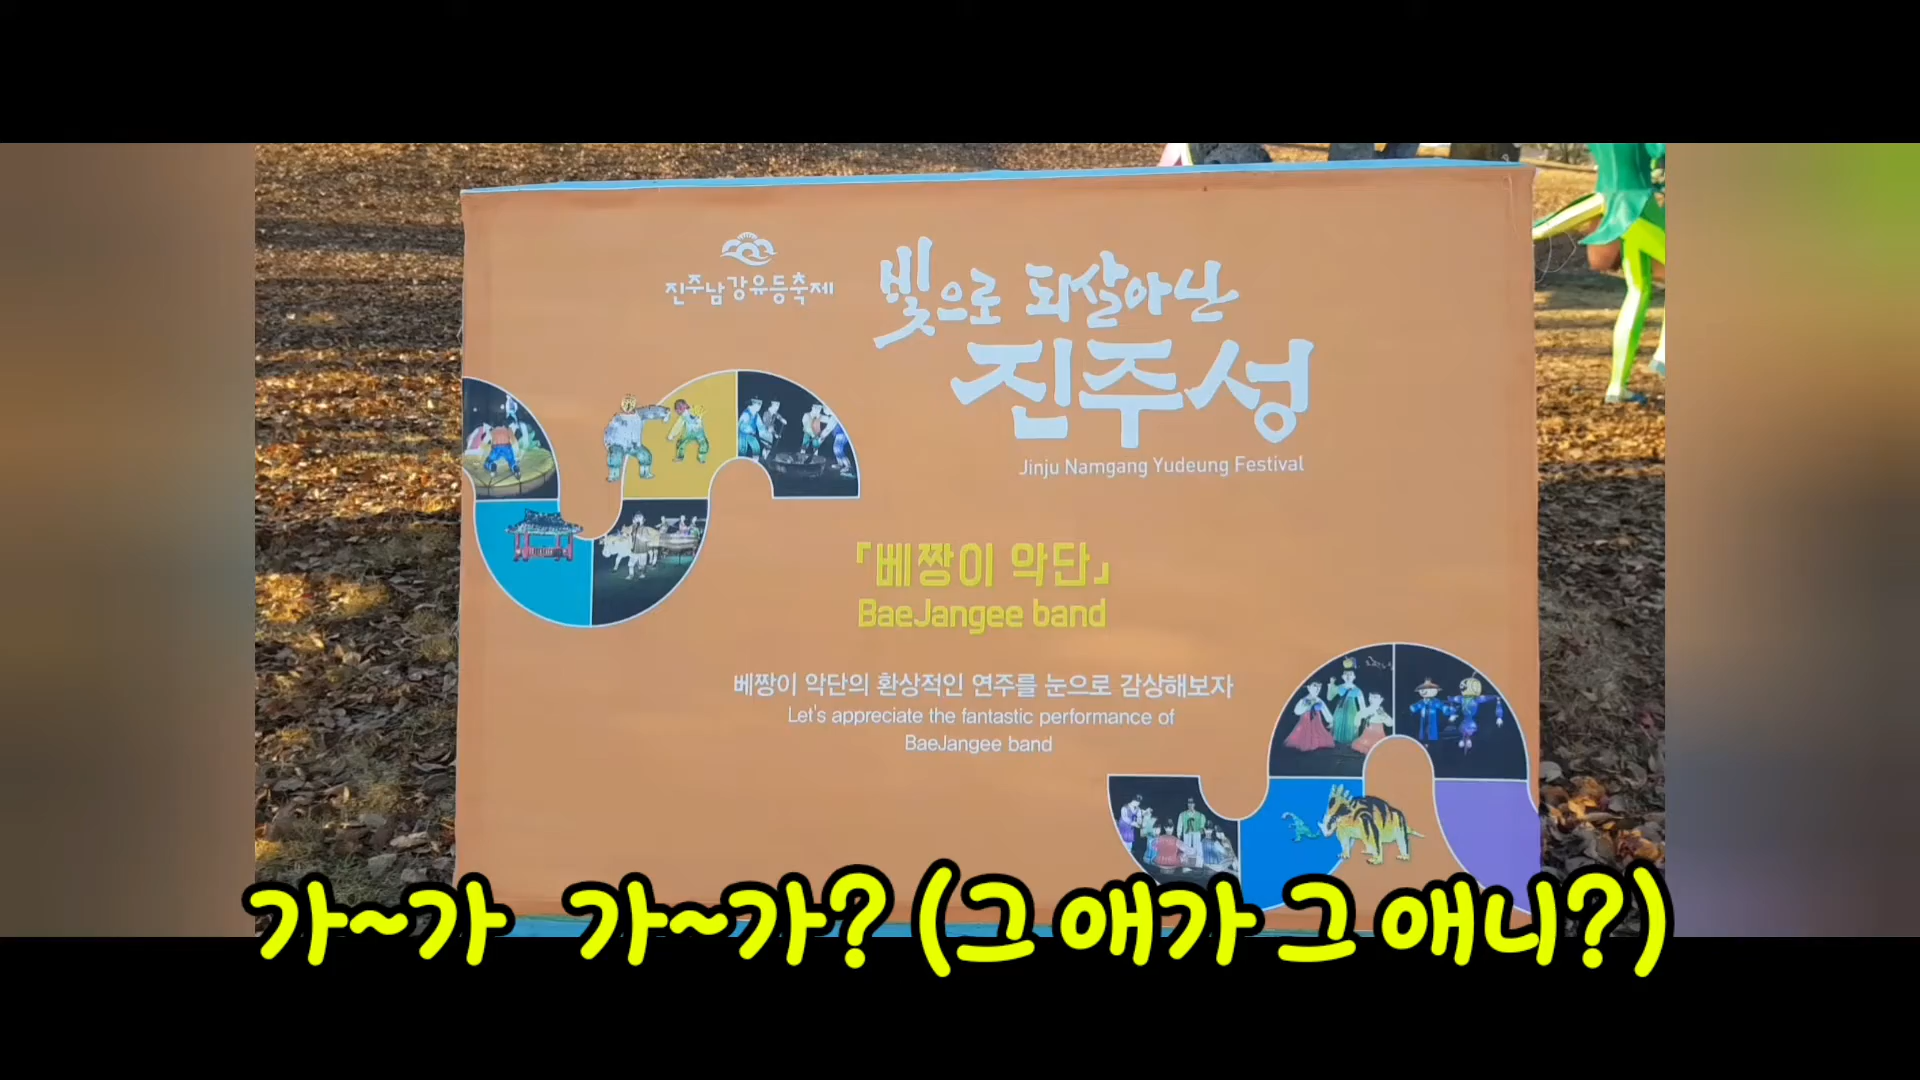 진주남강유등축제
빛으로 되살아난
진주성
Jinju Namgang Yudeung Festival
「베짱이 악단」
BaeJangee band
베짱이 악단의 환상적인 연주를 눈으로 감상해보자
Let's appreciate the fantastic performance of
BaeJangee band
가~가 가~가? (그 애가 그 애니?)